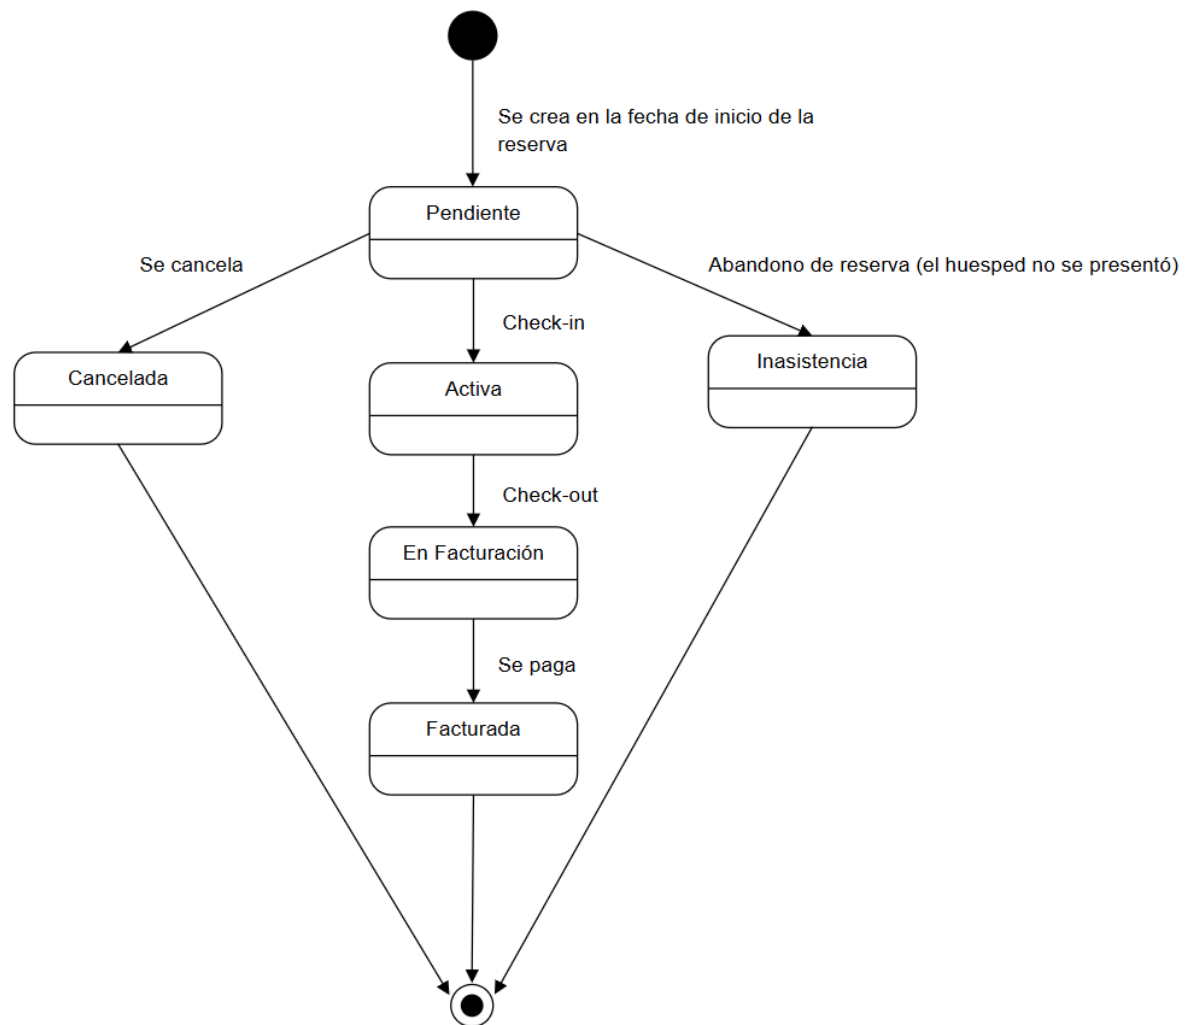 Se crea en la fecha de inicio de la
reserva
Pendiente
Se cancela
Abandono de reserva (el huesped no se presentó)
Check-in
Cancelada
Activa
Inasistencia
Check-out
En Facturación
Se paga
Facturada